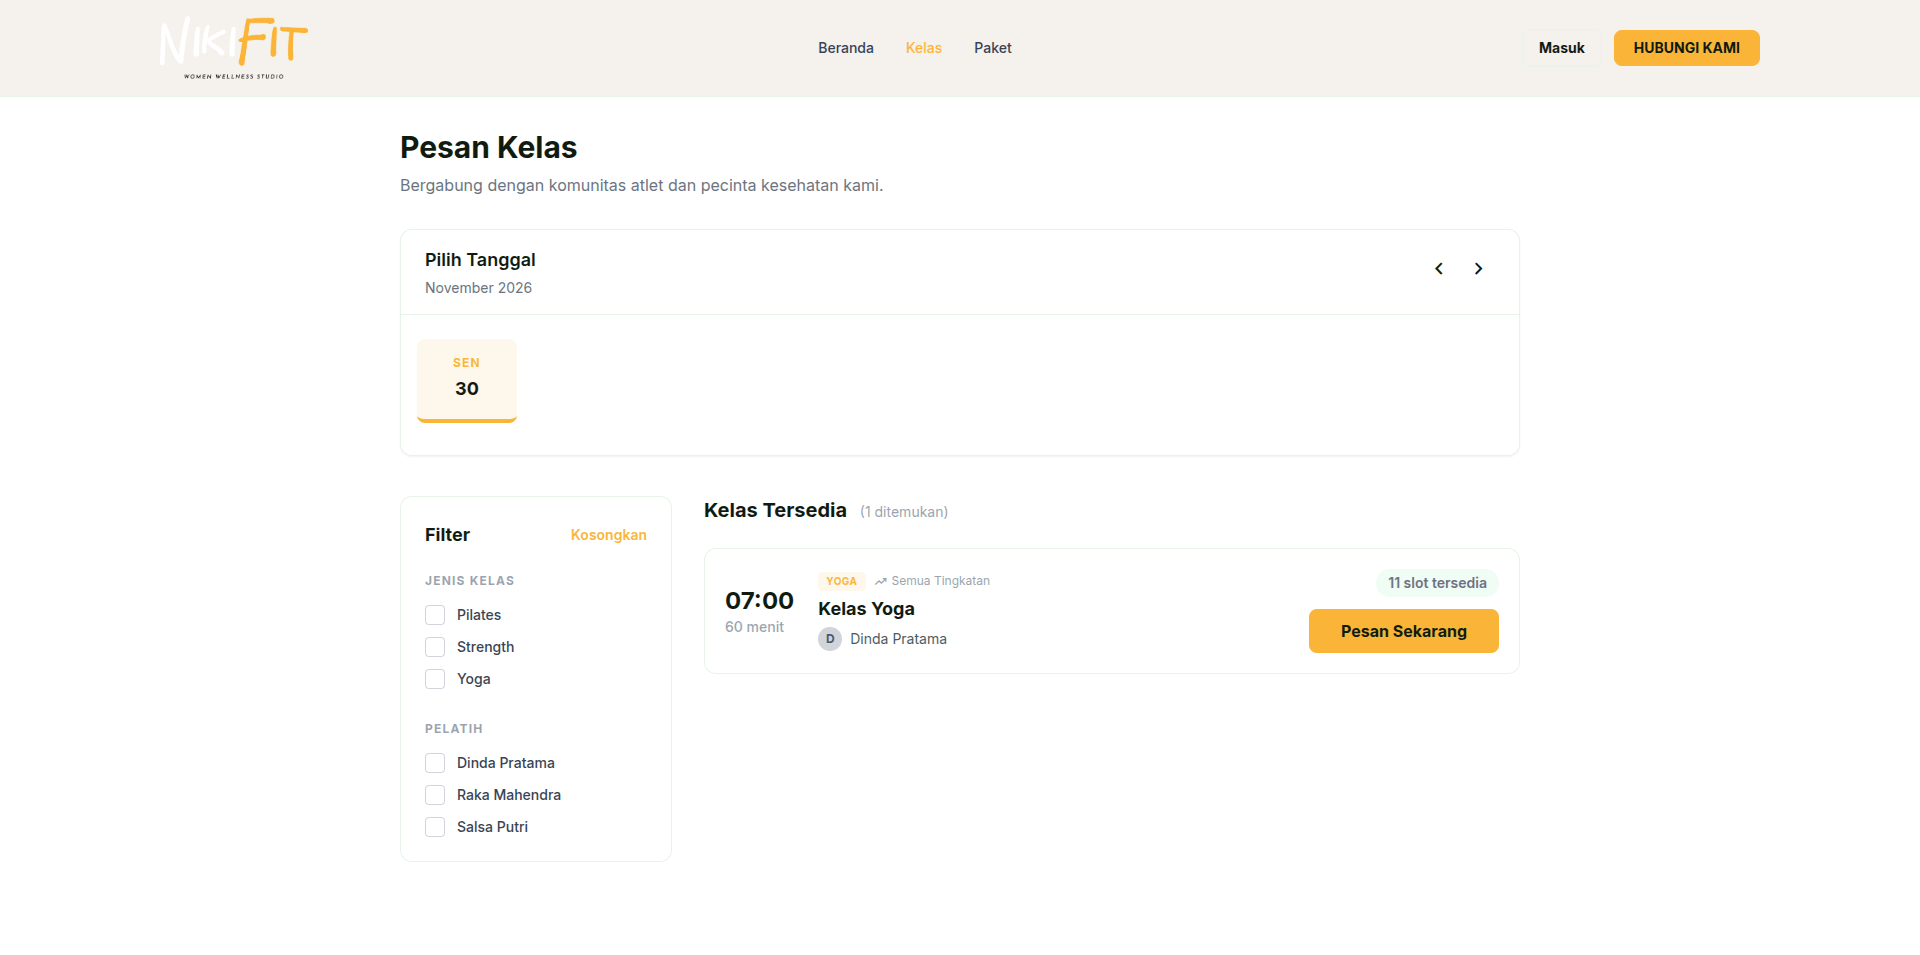 NIKIFIT
WOMEN WELLNESS STUDIO
Beranda
Kelas
Paket
Masuk
HUBUNGI KAMI
Pesan Kelas
Bergabung dengan komunitas atlet dan pecinta kesehatan kami.
Pilih Tanggal
November 2026
SEN
30
Filter
Kosongkan
JENIS KELAS
Pilates
Strength
Yoga
PELATIH
Dinda Pratama
Raka Mahendra
Salsa Putri
Kelas Tersedia (1 ditemukan)
07:00
60 menit
YOGA
Semua Tingkatan
Kelas Yoga
D
Dinda Pratama
11 slot tersedia
Pesan Sekarang